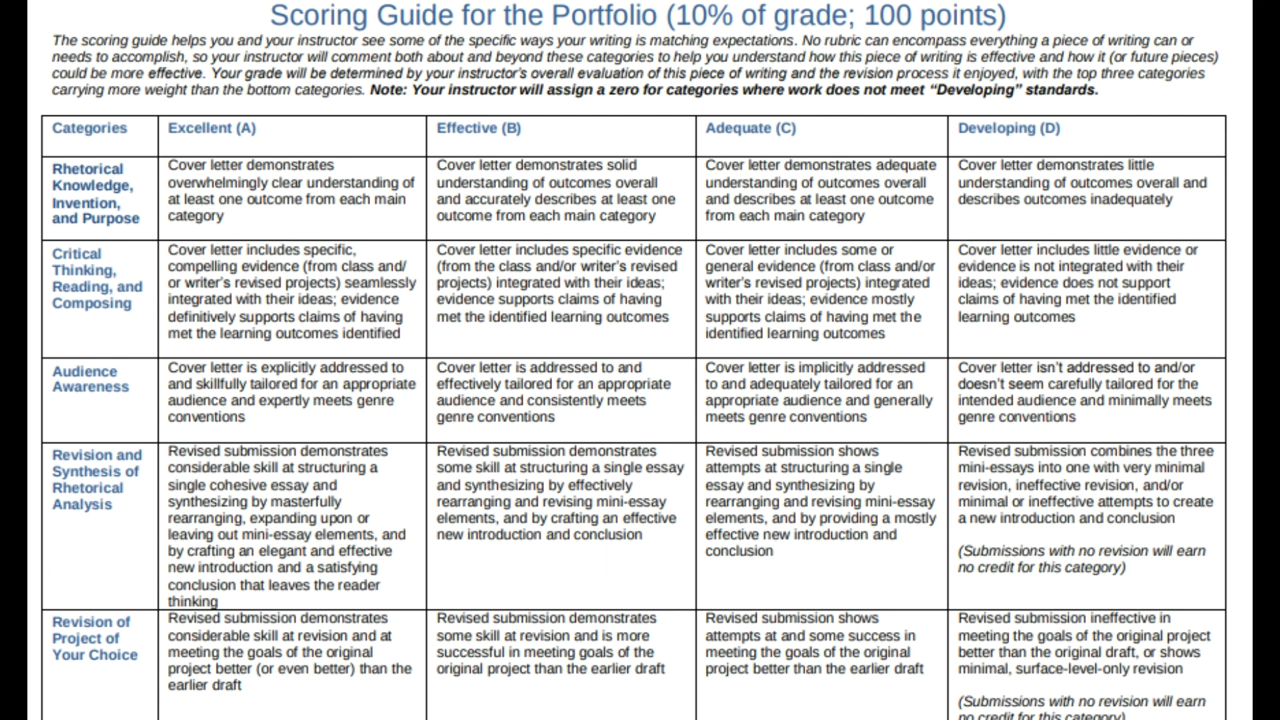 Scoring Guide for the Portfolio (10% of grade; 100 points)
The scoring guide helps you and your instructor see some of the specific ways your writing is matching expectations. No rubric can encompass everything a piece of writing can or
needs to accomplish, so your instructor will comment both about and beyond these categories to help you understand how this piece of writing is effective and how it (or future pieces)
could be more effective. Your grade will be determined by your instructor's overall evaluation of this piece of writing and the revision process it enjoyed, with the top three categories
carrying more weight than the bottom categories. Note: Your instructor will assign a zero for categories where work does not meet “Developing” standards.
Categories
Excellent (A)
Effective (B)
Adequate (C)
Developing (D)
Rhetorical
Knowledge,
Invention,
and Purpose
Cover letter demonstrates
overwhelmingly clear understanding of
at least one outcome from each main
category
Cover letter demonstrates solid
understanding of outcomes overall
and accurately describes at least one
outcome from each main category
Cover letter demonstrates adequate
understanding of outcomes overall
and describes at least one outcome
from each main category
Cover letter demonstrates little
understanding of outcomes overall and
describes outcomes inadequately
Critical
Thinking,
Reading, and
Composing
Cover letter includes specific,
compelling evidence (from class and/
or writer's revised projects) seamlessly
integrated with their ideas; evidence
definitively supports claims of having
met the learning outcomes identified
Cover letter includes specific evidence
(from the class and/or writer's revised
projects) integrated with their ideas;
evidence supports claims of having
met the identified learning outcomes
Cover letter includes some or
general evidence (from class and/or
writer's revised projects) integrated
with their ideas; evidence mostly
supports claims of having met the
identified learning outcomes
Cover letter includes little evidence or
evidence is not integrated with their
ideas; evidence does not support
claims of having met the identified
learning outcomes
Audience
Awareness
Cover letter is explicitly addressed to
and skillfully tailored for an appropriate
audience and expertly meets genre
conventions
Cover letter is addressed to and
effectively tailored for an appropriate
audience and consistently meets
genre conventions
Cover letter is implicitly addressed
to and adequately tailored for an
appropriate audience and generally
meets genre conventions
Cover letter isn't addressed to and/or
doesn't seem carefully tailored for the
intended audience and minimally meets
genre conventions
Revision and
Synthesis of
Rhetorical
Analysis
Revised submission demonstrates
considerable skill at structuring a
single cohesive essay and
synthesizing by masterfully
rearranging, expanding upon or
leaving out mini-essay elements, and
by crafting an elegant and effective
new introduction and a satisfying
conclusion that leaves the reader
thinking
Revised submission demonstrates
some skill at structuring a single essay
and synthesizing by effectively
rearranging and revising mini-essay
elements, and by crafting an effective
new introduction and conclusion
Revised submission shows
attempts at structuring a single
essay and synthesizing by
rearranging and revising mini-essay
elements, and by providing a mostly
effective new introduction and
conclusion
Revised submission combines the three
mini-essays into one with very minimal
revision, ineffective revision, and/or
minimal or ineffective attempts to create
a new introduction and conclusion
(Submissions with no revision will earn
no credit for this category)
Revision of
Project of
Your Choice
Revised submission demonstrates
considerable skill at revision and at
meeting the goals of the original
project better (or even better) than the
earlier draft
Revised submission demonstrates
some skill at revision and is more
successful in meeting goals of the
original project than the earlier draft
Revised submission shows
attempts at and some success in
meeting the goals of the original
project better than the earlier draft
Revised submission ineffective in
meeting the goals of the original project
better than the original draft, or shows
minimal, surface-level-only revision
(Submissions with no revision will earn
no credit for this category)